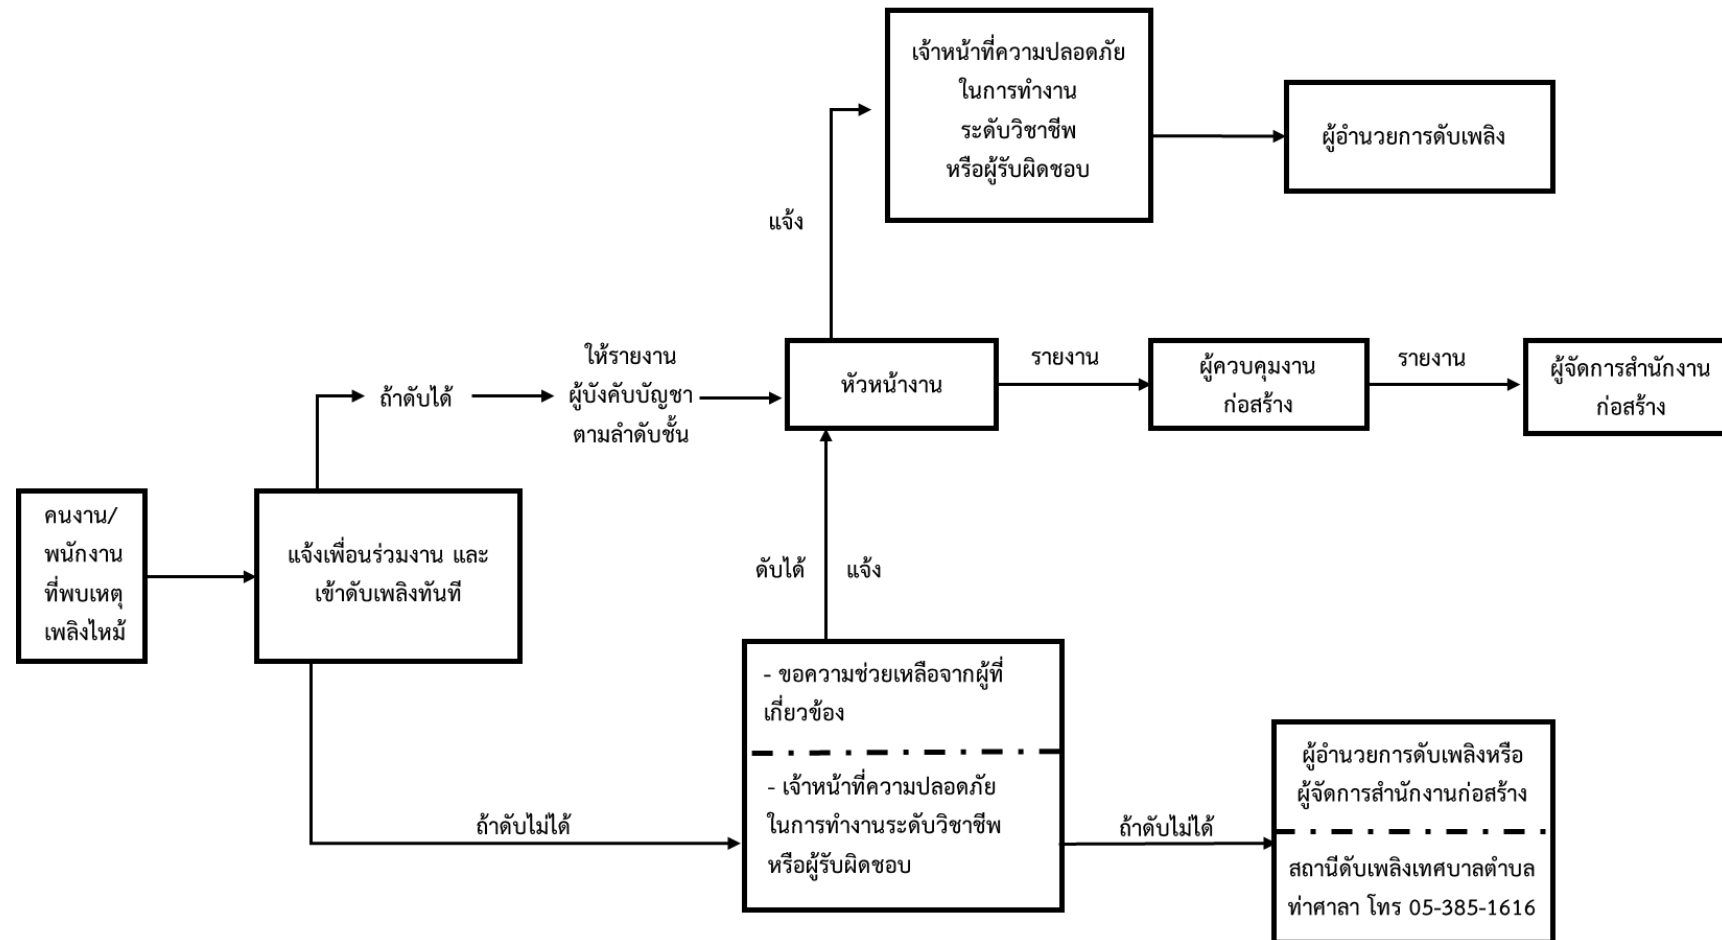 เจ้าหน้าที่ความปลอดภัย
ในการทำงาน
ระดับวิชาชีพ
หรือผู้รับผิดชอบ
ผู้อำนวยการดับเพลิง
แจ้ง
ให้รายงาน
ผู้บังคับบัญชา
ตามลำดับชั้น
ถ้าดับได้
หัวหน้างาน
รายงาน
ผู้ควบคุมงาน
ก่อสร้าง
รายงาน
ผู้จัดการสำนักงาน
ก่อสร้าง
คนงาน/
พนักงาน
ที่พบเหตุ
เพลิงไหม้
แจ้งเพื่อนร่วมงาน และ
เข้าดับเพลิงทันที
ดับได้
แจ้ง
- ขอความช่วยเหลือจากผู้ที่
เกี่ยวข้อง
- เจ้าหน้าที่ความปลอดภัย
ในการทำงานระดับวิชาชีพ
หรือผู้รับผิดชอบ
ถ้าดับไม่ได้
ถ้าดับไม่ได้
ผู้อำนวยการดับเพลิงหรือ
ผู้จัดการสำนักงานก่อสร้าง
สถานีดับเพลิงเทศบาลตำบล
ท่าศาลา โทร 05-385-1616